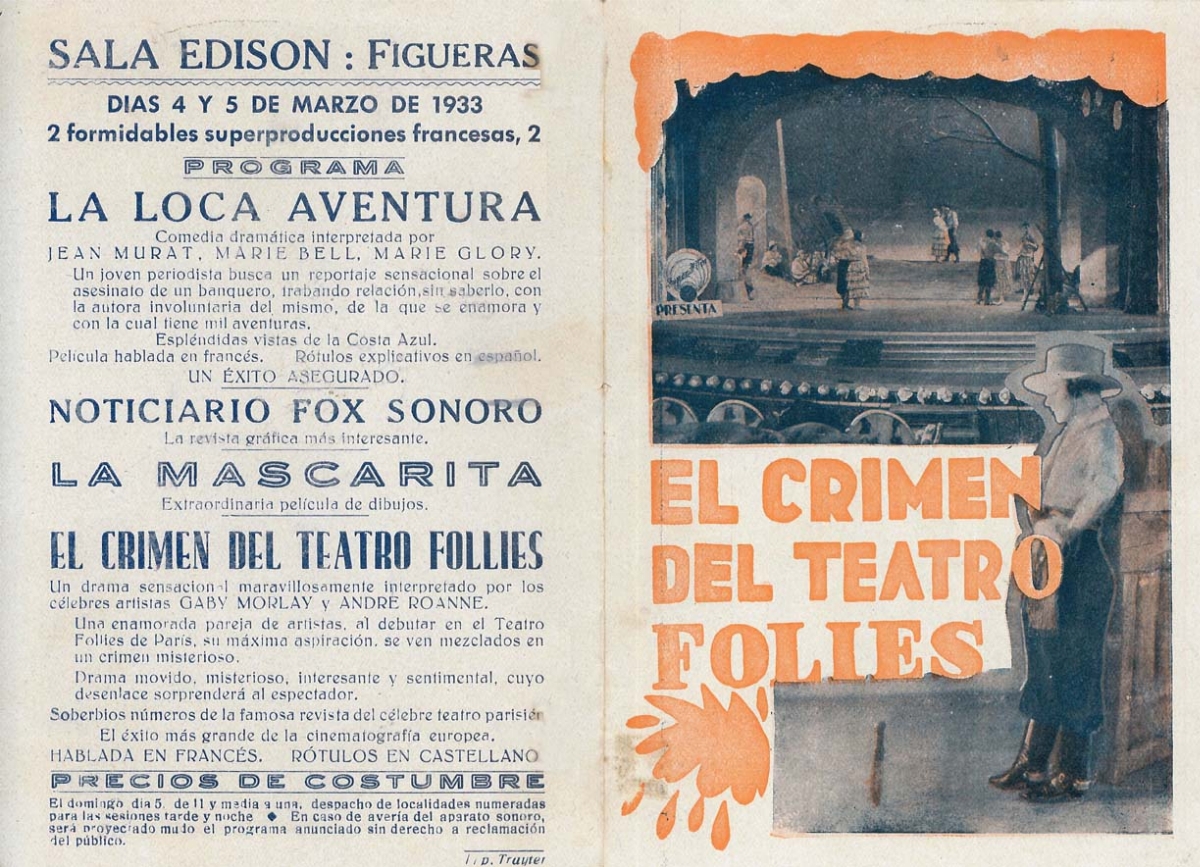 SALA EDISON : FIGUERAS
DIAS 4 Y 5 DE MARZO DE 1933
2 formidables superproducciones francesas, 2
PROGRAMA
LA LOCA AVENTURA
Comedia dramática interpretada por
JEAN MURAT, MARIE BELL, MARIE GLORY.
Un joven periodista busca un reportaje sensacional sobre el
asesinato de un banquero, trabando relación, sin saberlo, con
la autora involuntaria del mismo, de la que se enamora y
con la cual tiene mil aventuras.
Espléndidas vistas de la Costa Azul.
Película hablada en francés. Rótulos explicativos en español.
UN ÉXITO ASEGURADO.
NOTICIARIO FOX SONORO
La revista gráfica más interesante.
LA MASCARITA
Extraordinaria película de dibujos.
EL CRIMEN DEL TEATRO FOLLIES
Un drama sensacional maravillosamente interpretado por los
célebres artistas GABY MORLAY y ANDRE ROANNE.
Una enamorada pareja de artistas, al debutar en el Teatro
Follies de París, su máxima aspiración, se ven mezclados en
un crimen misterioso.
Drama movido, misterioso, interesante y sentimental, cuyo
desenlace sorprenderá al espectador.
Soberbios números de la famosa revista del célebre teatro parisién
El éxito más grande de la cinematografía europea.
HABLADA EN FRANCÉS. RÓTULOS EN CASTELLANO
PRECIOS DE COSTUMBRE
El domingo día 5, de 11 y media a una, despacho de localidades numeradas
para las sesiones tarde y noche ◆ En caso de avería del aparato sonoro,
será proyectado mudo el programa anunciado sin derecho a reclamación
del público.
Tip. Trayter
PRESENTA
EL CRIMEN
DEL TEATRO
FOLIES